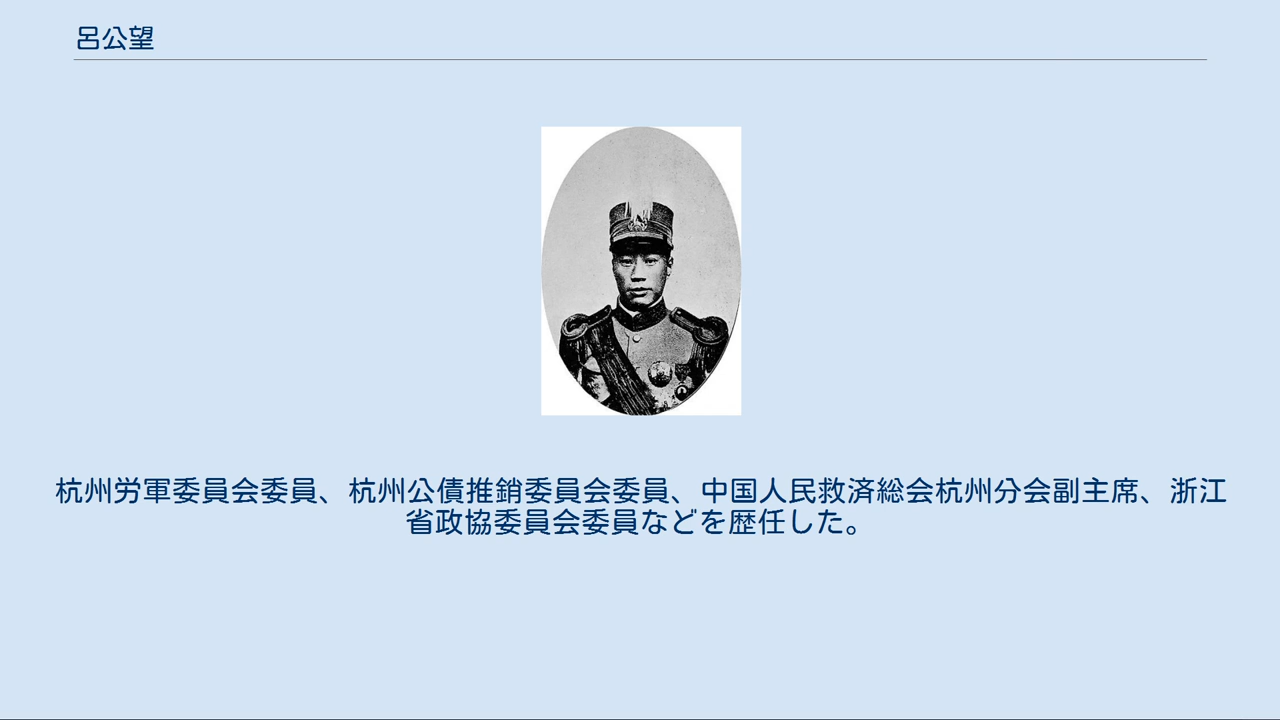 呂公望
杭州労軍委員会委員、杭州公債推銷委員会委員、中国人民救済総会杭州分会副主席、浙江
省政協委員会委員などを歴任した。